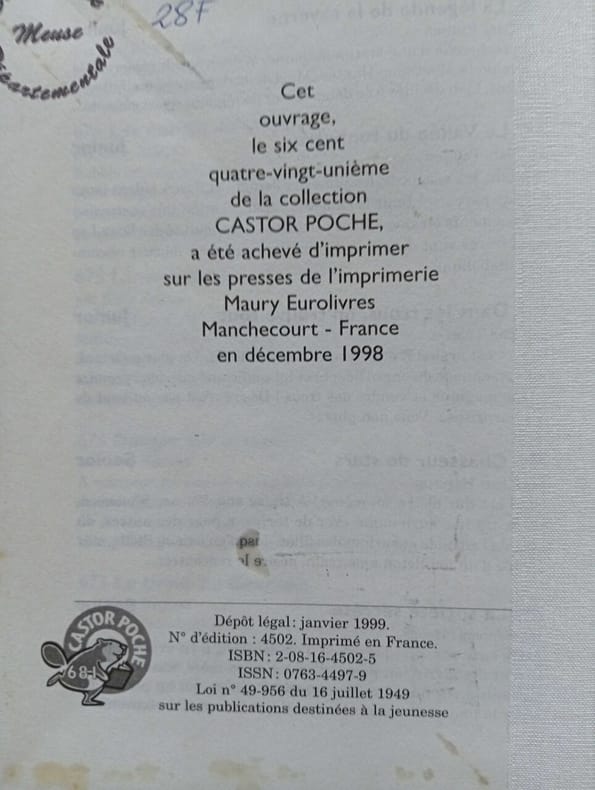 28F
Meuse
Départementale
Cet
ouvrage,
le six cent
quatre-vingt-unième
de la collection
CASTOR POCHE,
a été achevé d'imprimer
sur les presses de l'imprimerie
Maury Eurolivres
Manchecourt - France
en décembre 1998
par
CASTOR POCHE
681
Dépôt légal : janvier 1999.
N° d'édition : 4502. Imprimé en France.
ISBN : 2-08-16-4502-5
ISSN : 0763-4497-9
Loi n° 49-956 du 16 juillet 1949
sur les publications destinées à la jeunesse